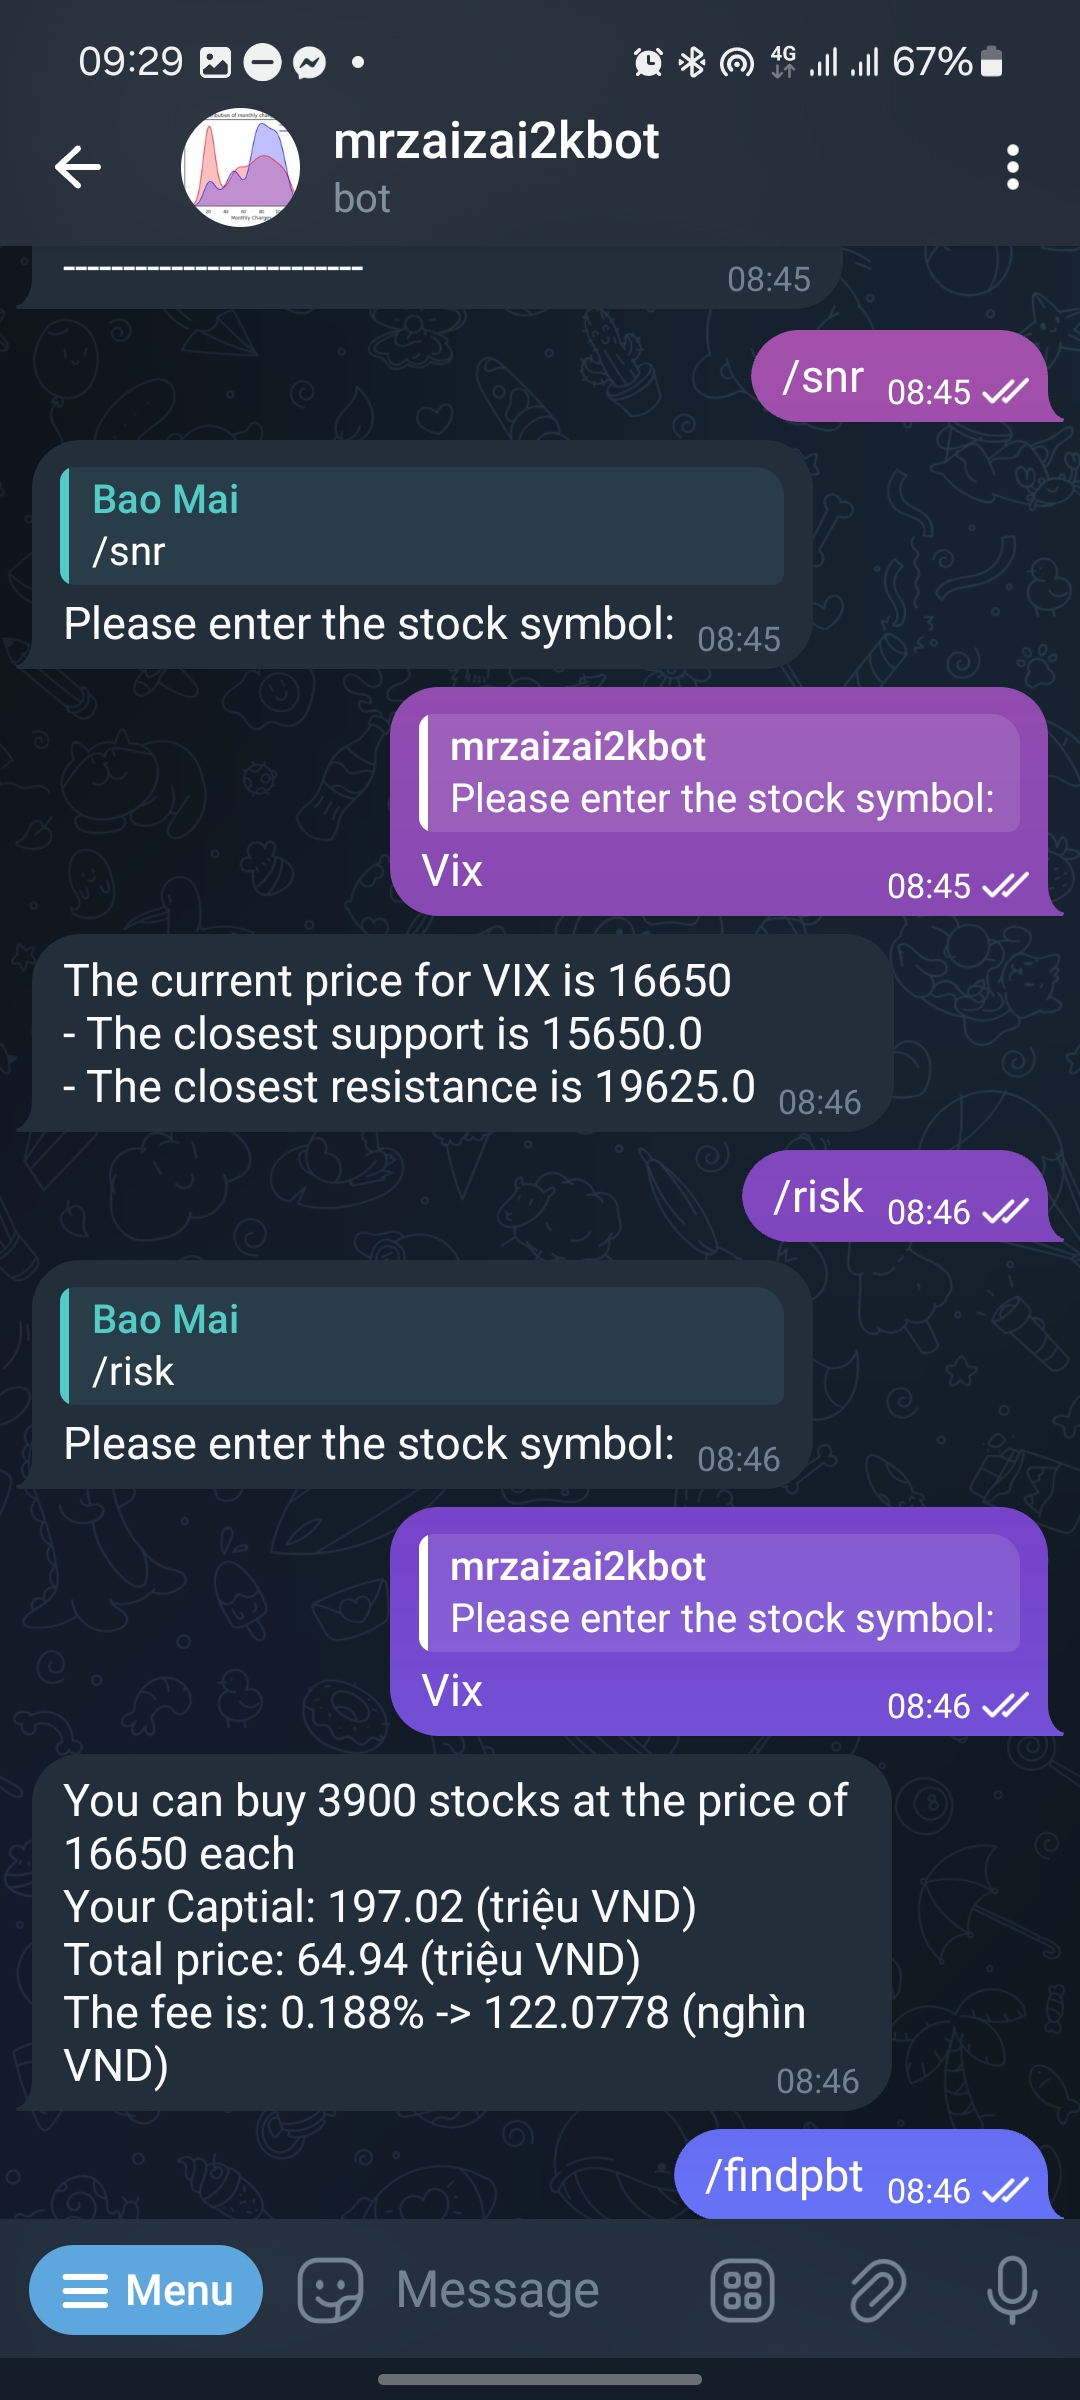 09:29 4G 67%
mrzaizai2kbot
bot
-------------------------
08:45
/snr 08:45
Bao Mai
/snr
Please enter the stock symbol: 08:45
mrzaizai2kbot
Please enter the stock symbol:
Vix 08:45
The current price for VIX is 16650
- The closest support is 15650.0
- The closest resistance is 19625.0 08:46
/risk 08:46
Bao Mai
/risk
Please enter the stock symbol: 08:46
mrzaizai2kbot
Please enter the stock symbol:
Vix 08:46
You can buy 3900 stocks at the price of
16650 each
Your Captial: 197.02 (triệu VND)
Total price: 64.94 (triệu VND)
The fee is: 0.188% -> 122.0778 (nghìn
VND) 08:46
/findpbt 08:46
Menu Message